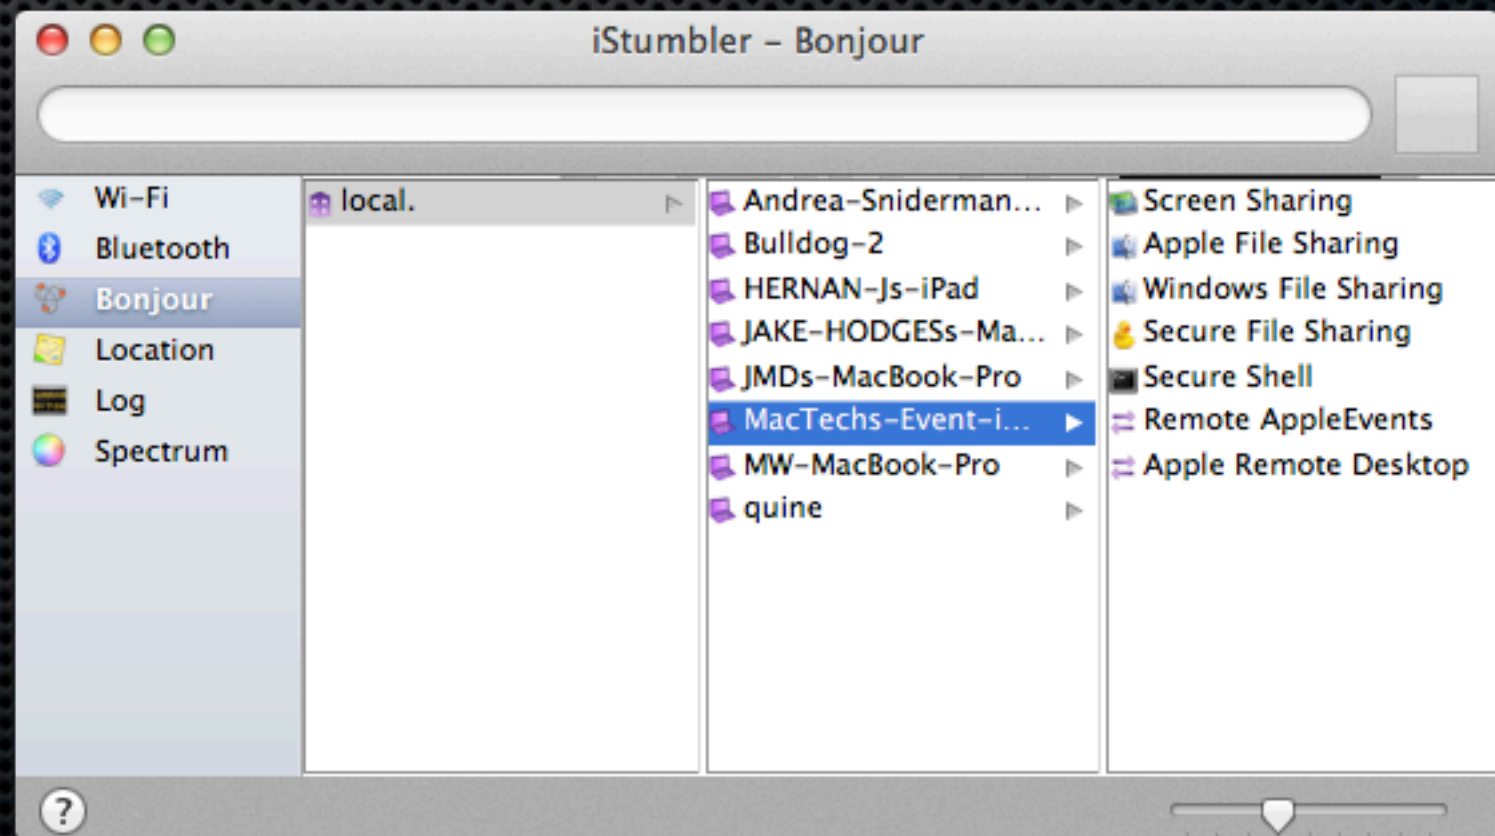 iStumbler – Bonjour
Wi-Fi
Bluetooth
Bonjour
Location
Log
Spectrum
local.
Andrea-Sniderman...
Bulldog-2
HERNAN-Js-iPad
JAKE-HODGESs-Ma...
JMDs-MacBook-Pro
MacTechs-Event-i...
MW-MacBook-Pro
quine
Screen Sharing
Apple File Sharing
Windows File Sharing
Secure File Sharing
Secure Shell
Remote AppleEvents
Apple Remote Desktop
?